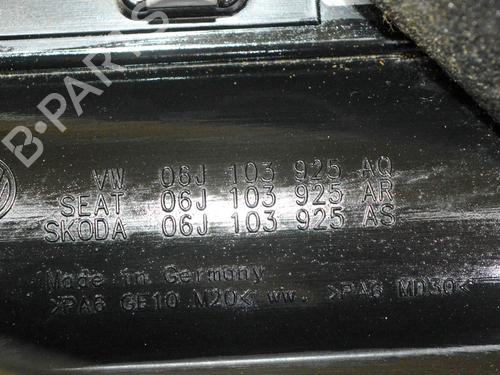 B-PARTS
VW 06J 103 925 AQ
SEAT 06J 103 925 AR
SKODA 06J 103 925 AS
Made in Germany
>PA6 GF10 M20< ww. >PA6 MD30<